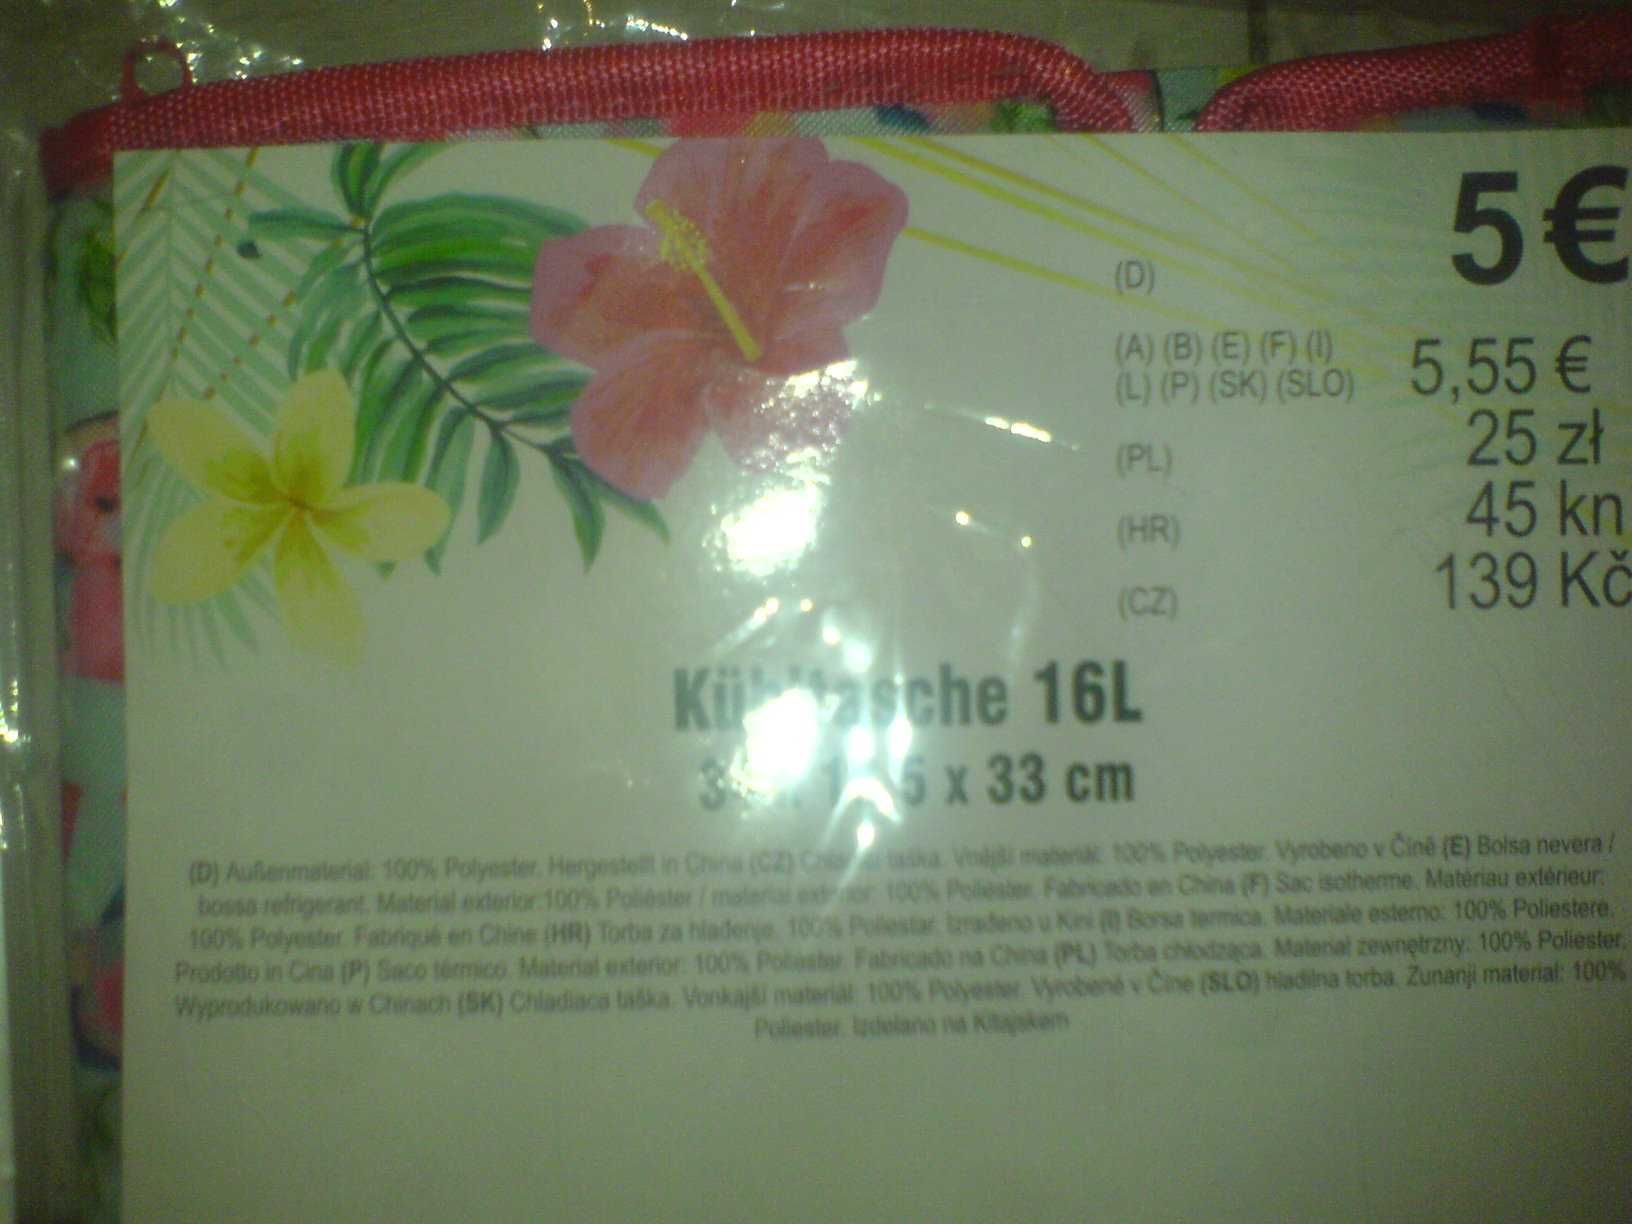 (D) 5€
(A) (B) (E) (F) (I)
(L) (P) (SK) (SLO) 5,55 €
(PL) 25 zł
(HR) 45 kn
(CZ) 139 Kč
Kühltasche 16L
x 33 cm
(D) Außenmaterial: 100% Polyester. Hergestellt in China (CZ) taška. Vnější materiál: 100% Polyester. Vyrobeno v Číně (E) Bolsa nevera /
bossa refrigerant. Material exterior:100% Poliéster / material exterior: 100% Polièster. Fabricado en China (F) Sac isotherme. Matériau extérieur:
100% Polyester. Fabriqué en Chine (HR) Torba za hlađenje. 100% Poliestar. Izrađeno u Kini (I) Borsa termica. Materiale esterno: 100% Poliestere.
Prodotto in Cina (P) Saco térmico. Material exterior: 100% Poliéster. Fabricado na China (PL) Torba chłodząca. Materiał zewnętrzny: 100% Poliester.
Wyprodukowano w Chinach (SK) Chladiaca taška. Vonkajší materiál: 100% Polyester. Vyrobené v Číne (SLO) hladilna torba. Zunanji material: 100%
Poliester. Izdelano na Kitajskem